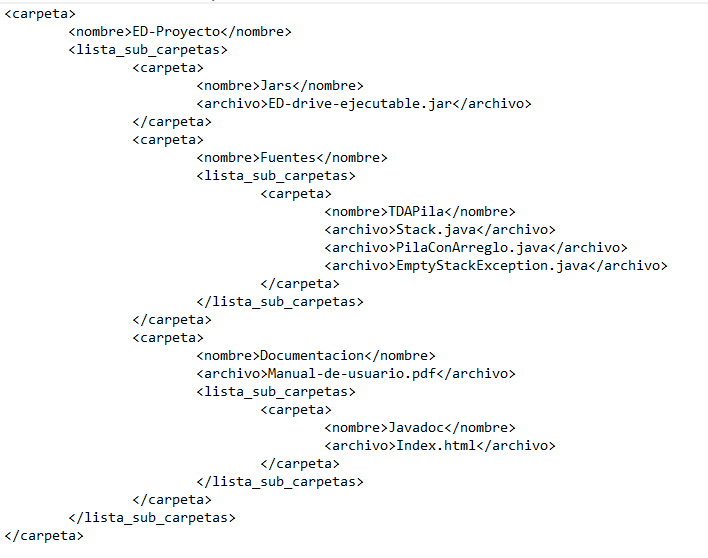 <carpeta>
<nombre>ED-Proyecto</nombre>
<lista_sub_carpetas>
<carpeta>
<nombre>Jars</nombre>
<archivo>ED-drive-ejecutable.jar</archivo>
</carpeta>
<carpeta>
<nombre>Fuentes</nombre>
<lista_sub_carpetas>
<carpeta>
<nombre>TDAPila</nombre>
<archivo>Stack.java</archivo>
<archivo>PilaConArreglo.java</archivo>
<archivo>EmptyStackException.java</archivo>
</carpeta>
</lista_sub_carpetas>
</carpeta>
<carpeta>
<nombre>Documentacion</nombre>
<archivo>Manual-de-usuario.pdf</archivo>
<lista_sub_carpetas>
<carpeta>
<nombre>Javadoc</nombre>
<archivo>Index.html</archivo>
</carpeta>
</lista_sub_carpetas>
</carpeta>
</lista_sub_carpetas>
</carpeta>